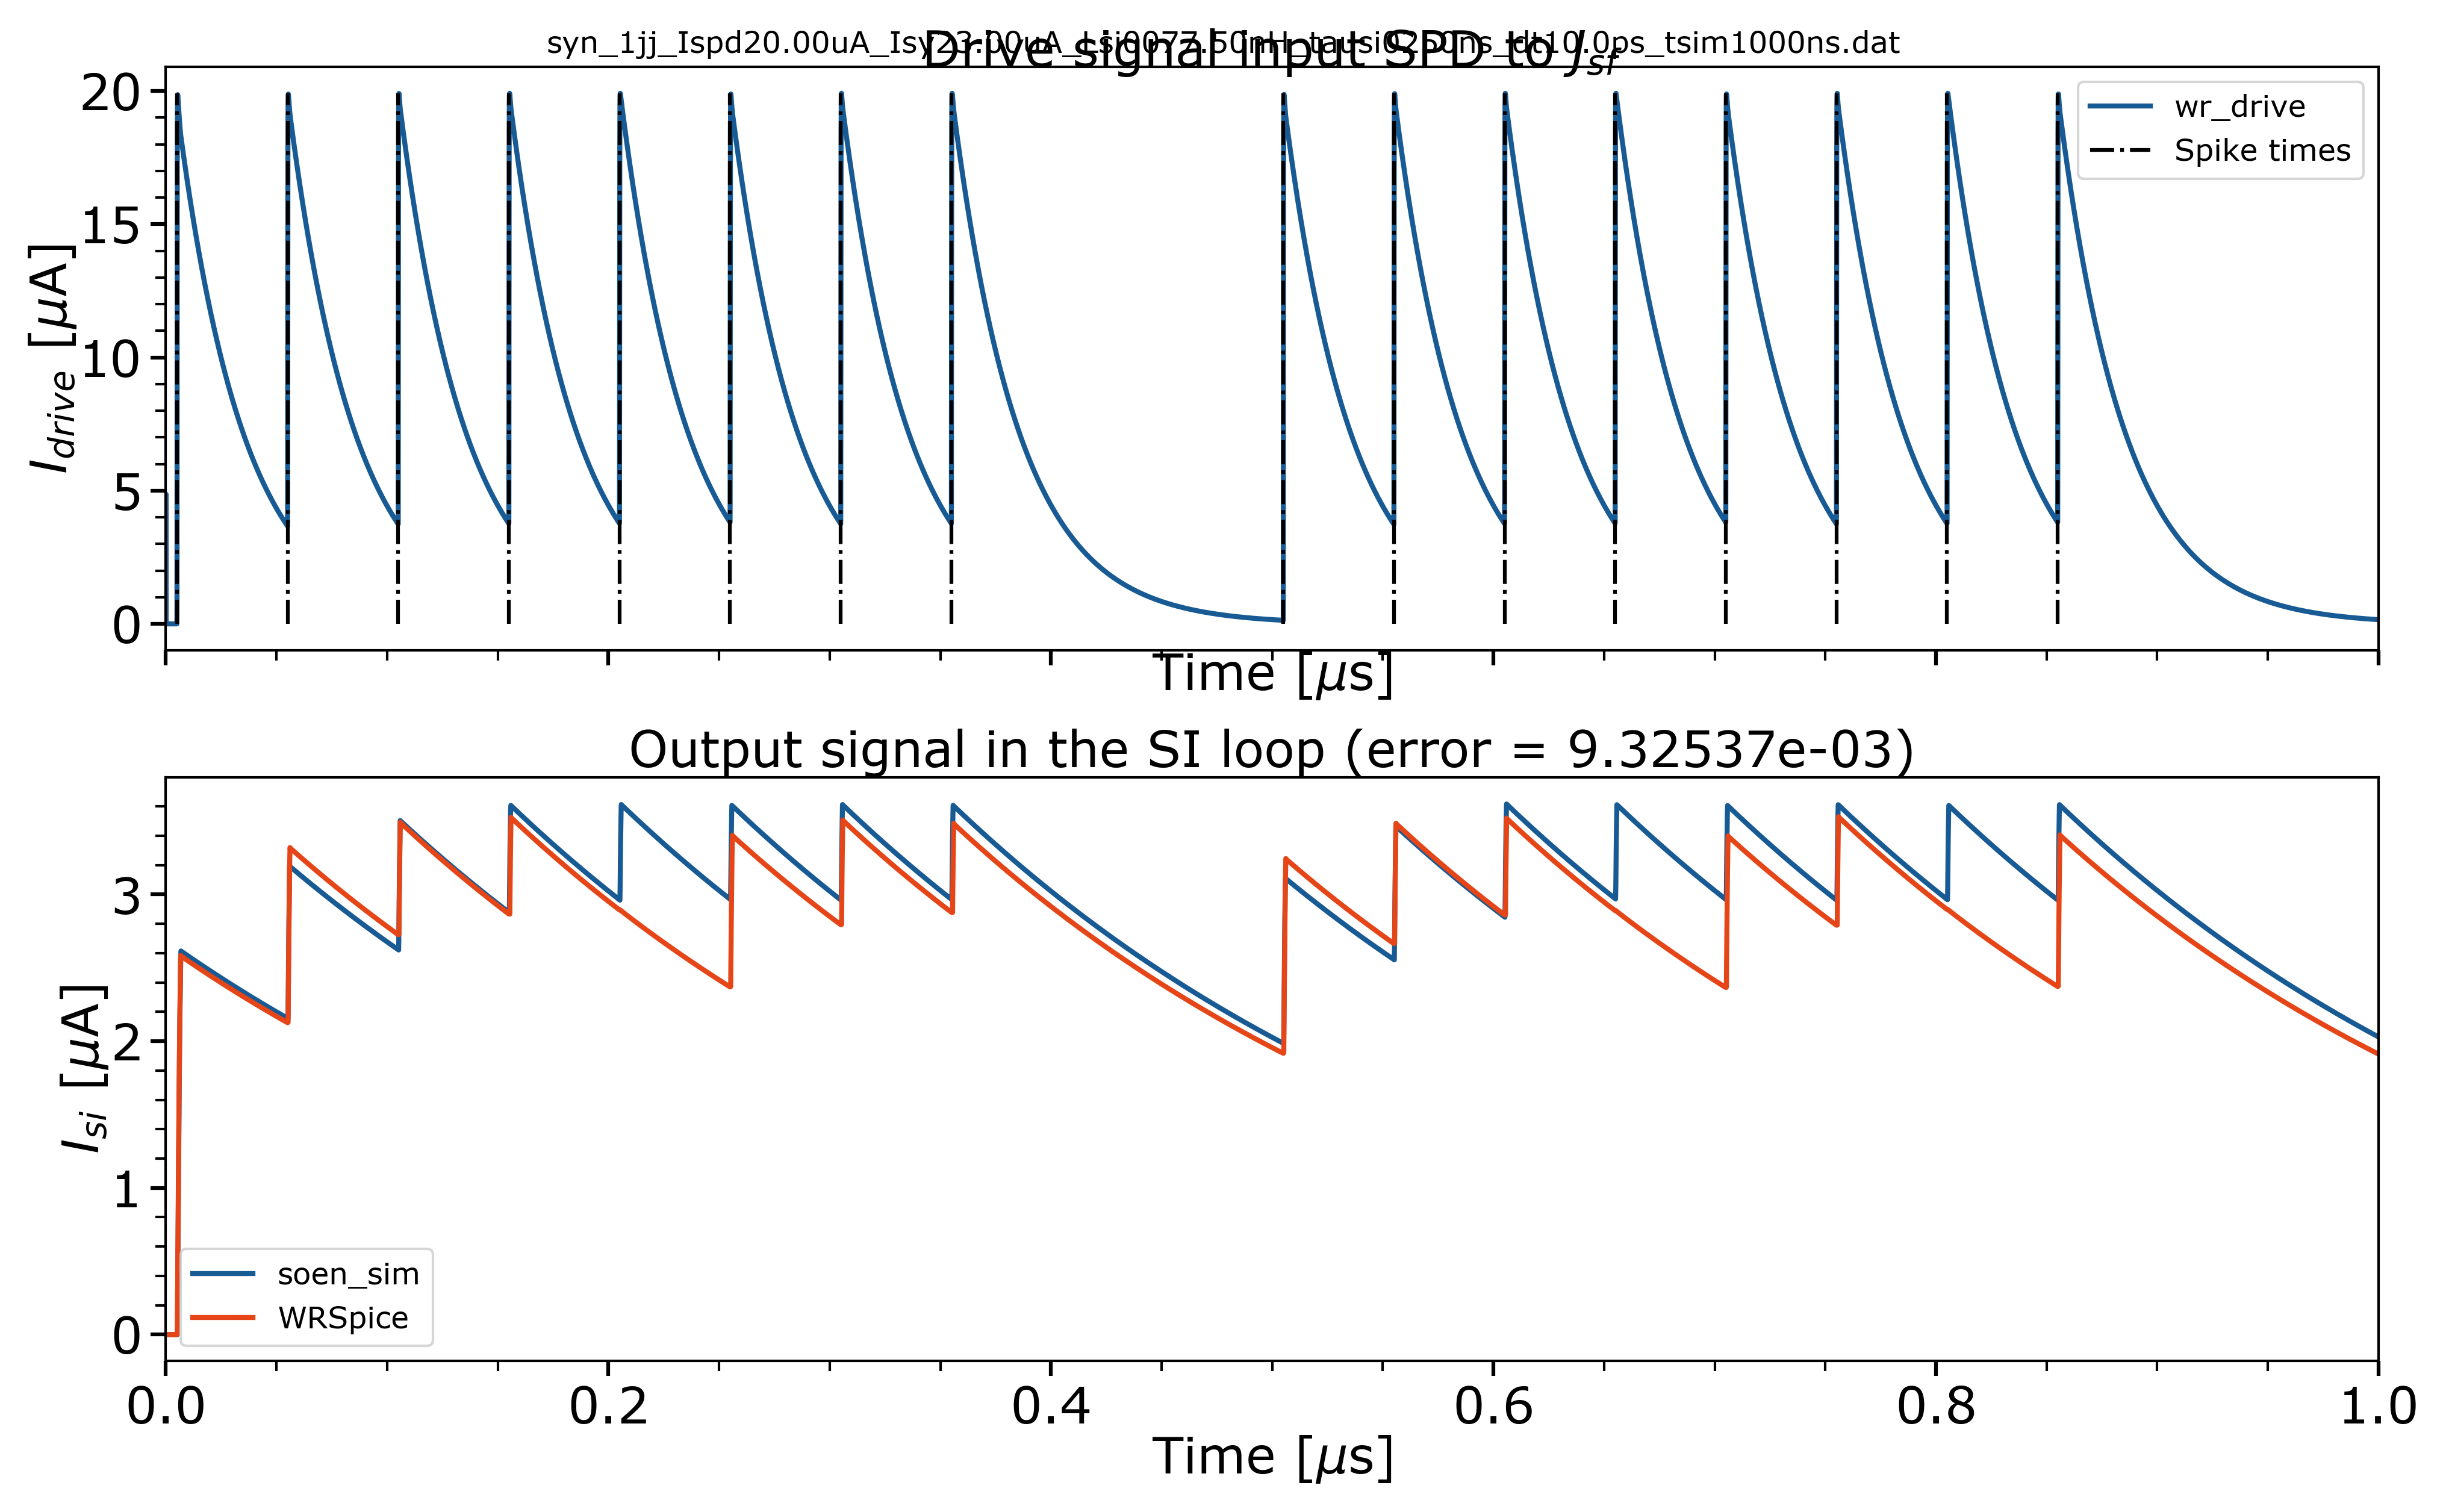 syn_1jj_Ispd20.00uA_Isy23.00uA_Lsi0077.50nH_tausi0250ns_dt10.0ps_tsim1000ns.dat
Drive signal input SPD to J_sf
20
15
10
5
0
I_drive [μA]
wr_drive
Spike times
Time [μs]
Output signal in the SI loop (error = 9.32537e-03)
3
2
1
0
I_si [μA]
soen_sim
WRSpice
0.0 0.2 0.4 0.6 0.8 1.0
Time [μs]